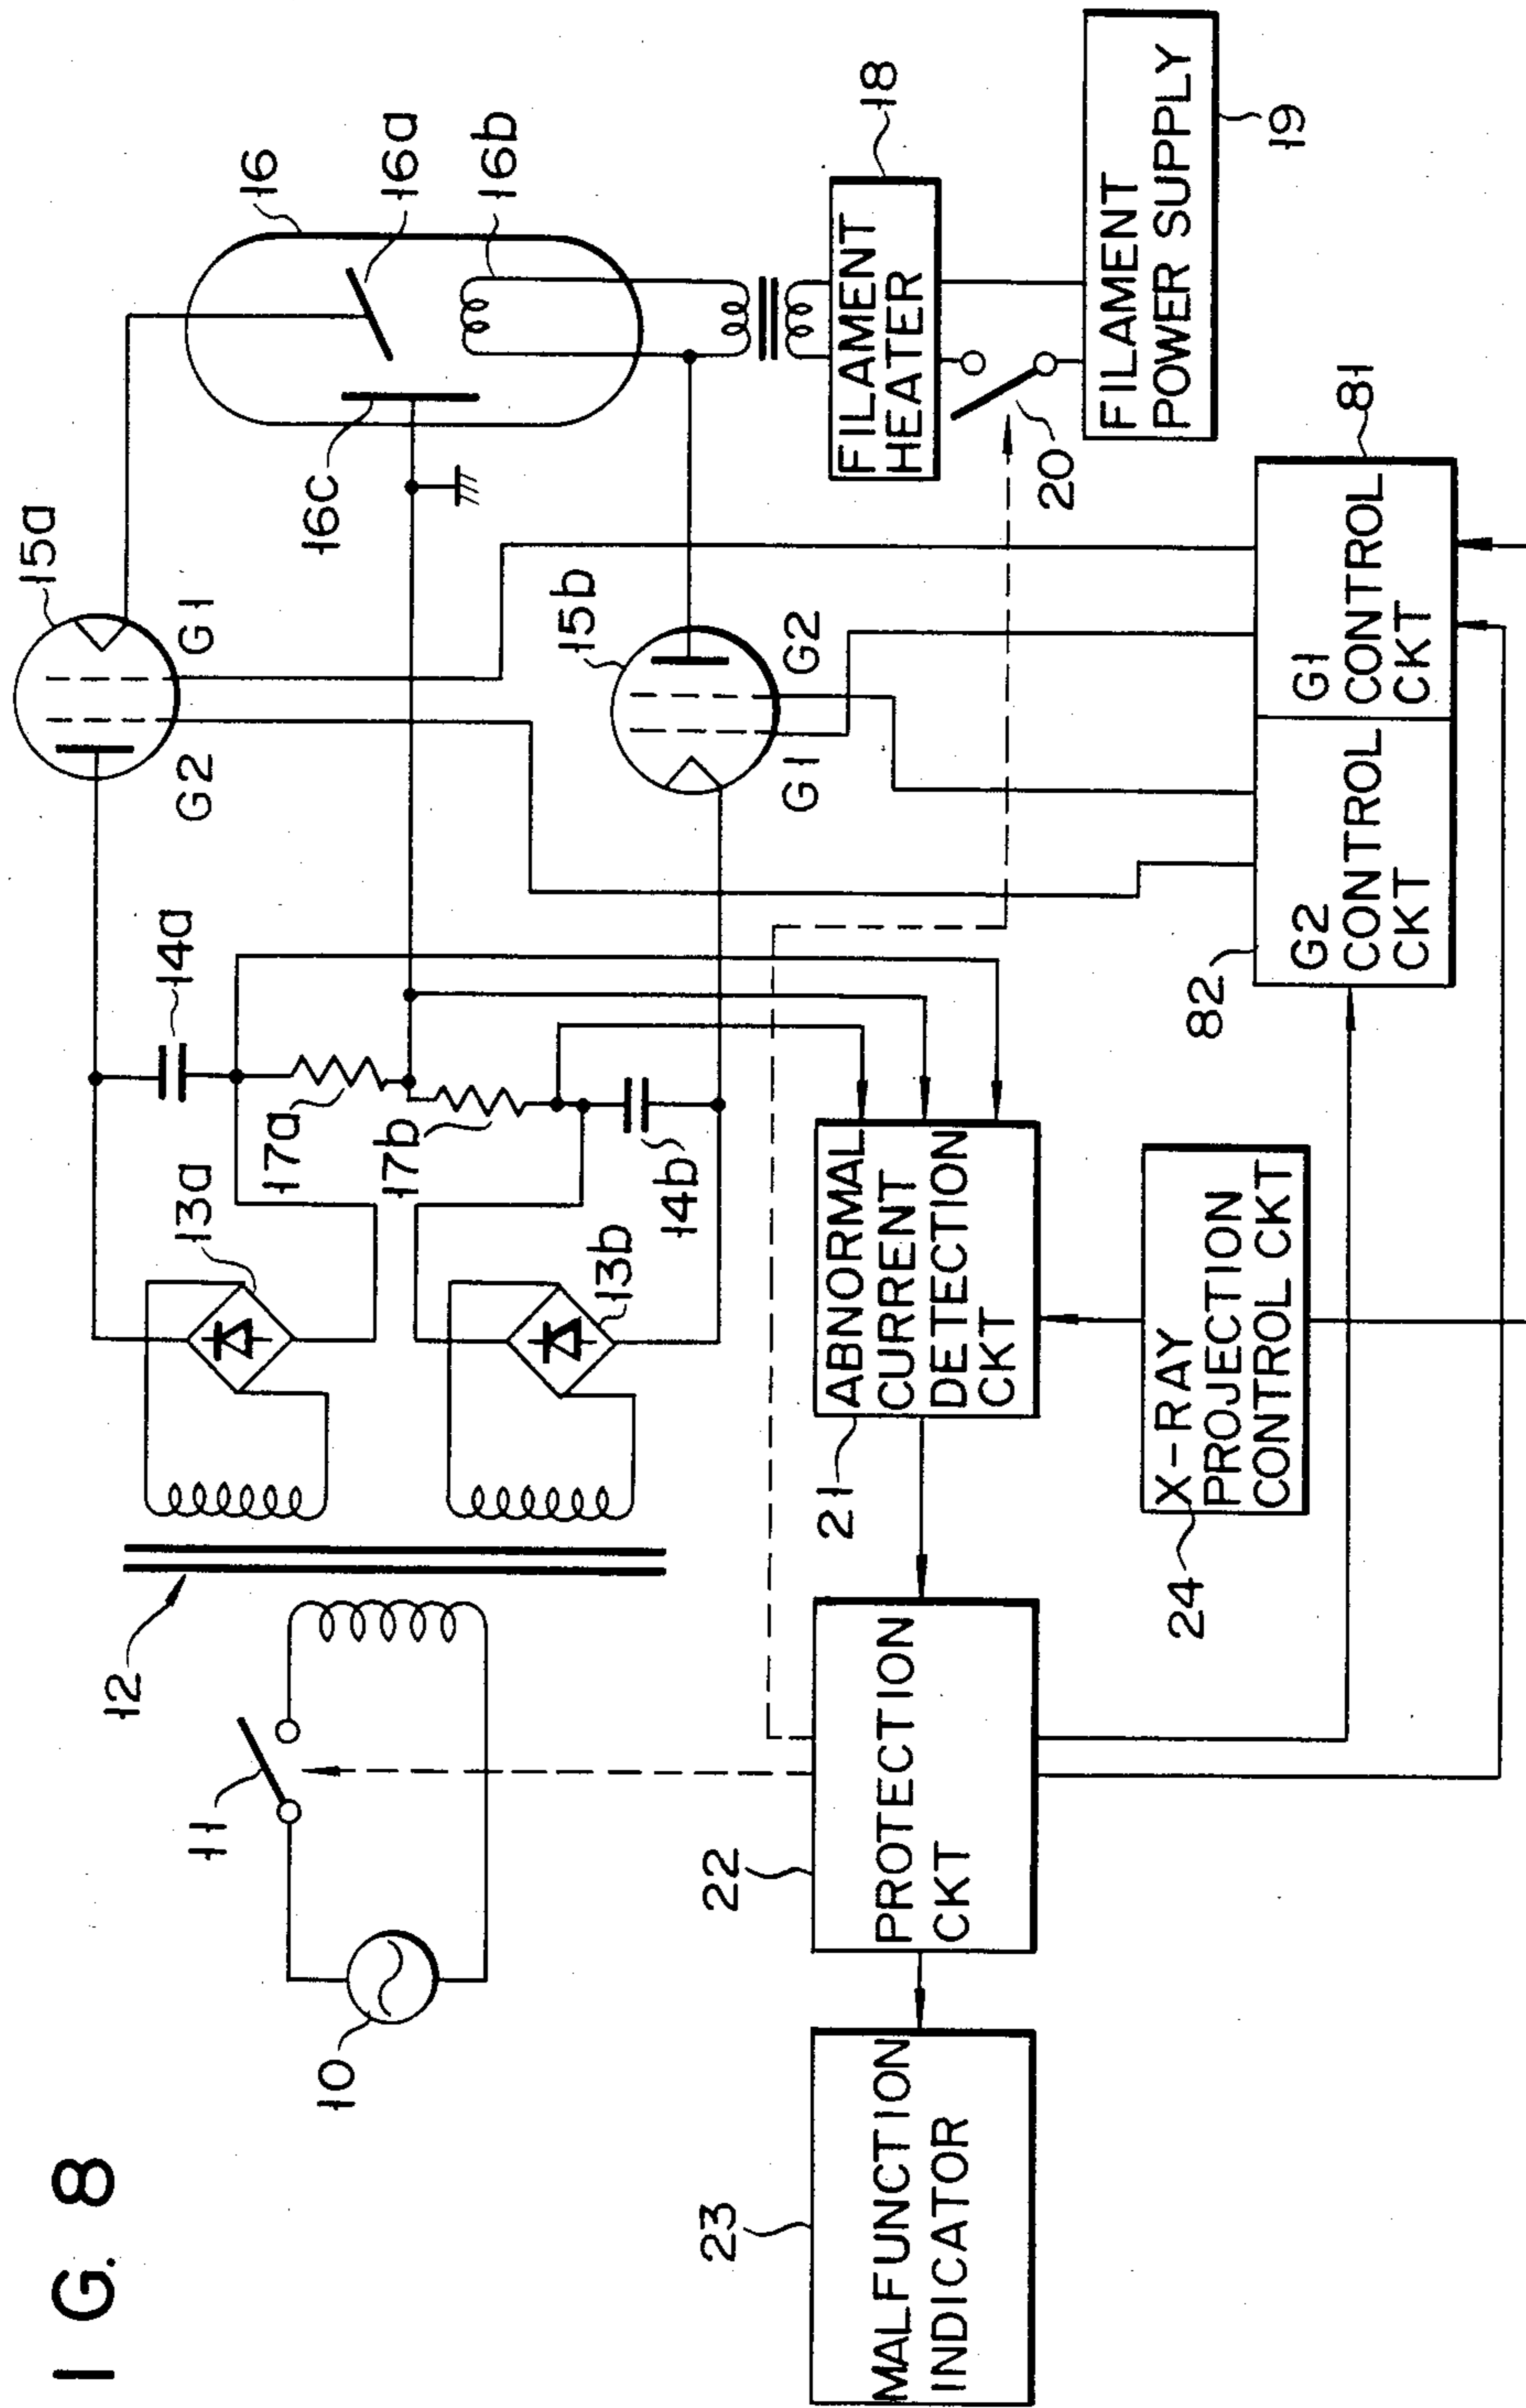 I G. 8
10
11
12
13a
13b
14a
14b
17a
17b
15a
G2
G1
15b
G1
G2
16
16a
16b
16C
FILAMENT
HEATER
18
20
FILAMENT
POWER SUPPLY
19
MALFUNCTION
INDICATOR
23
PROTECTION
CKT
22
ABNORMAL
CURRENT
DETECTION
CKT
21
X-RAY
PROJECTION
CONTROL CKT
24
G2
CONTROL
CKT
82
G1
CONTROL
CKT
81